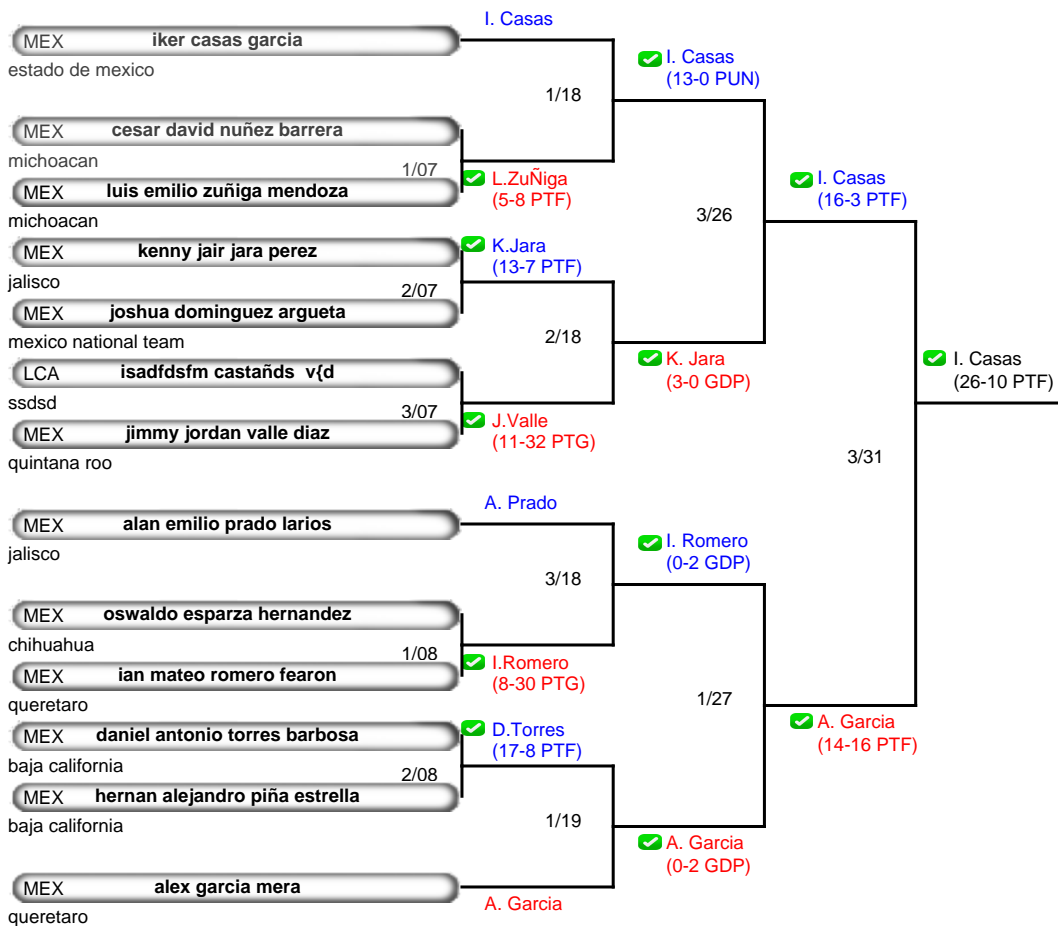 I. Casas
MEX iker casas garcia
estado de mexico
I. Casas
(13-0 PUN)
1/18
MEX cesar david nuñez barrera
michoacan
1/07
L.ZuÑiga
(5-8 PTF)
MEX luis emilio zuñiga mendoza
michoacan
I. Casas
(16-3 PTF)
3/26
MEX kenny jair jara perez
jalisco
K.Jara
(13-7 PTF)
2/07
MEX joshua dominguez argueta
mexico national team
2/18
K. Jara
(3-0 GDP)
I. Casas
(26-10 PTF)
LCA isadfdsfm castañds v{d
ssdsd
3/07
J.Valle
(11-32 PTG)
MEX jimmy jordan valle diaz
quintana roo
3/31
A. Prado
MEX alan emilio prado larios
jalisco
I. Romero
(0-2 GDP)
3/18
MEX oswaldo esparza hernandez
chihuahua
1/08
I.Romero
(8-30 PTG)
MEX ian mateo romero fearon
queretaro
1/27
A. Garcia
(14-16 PTF)
MEX daniel antonio torres barbosa
baja california
D.Torres
(17-8 PTF)
2/08
MEX hernan alejandro piña estrella
baja california
1/19
A. Garcia
(0-2 GDP)
MEX alex garcia mera
queretaro
A. Garcia